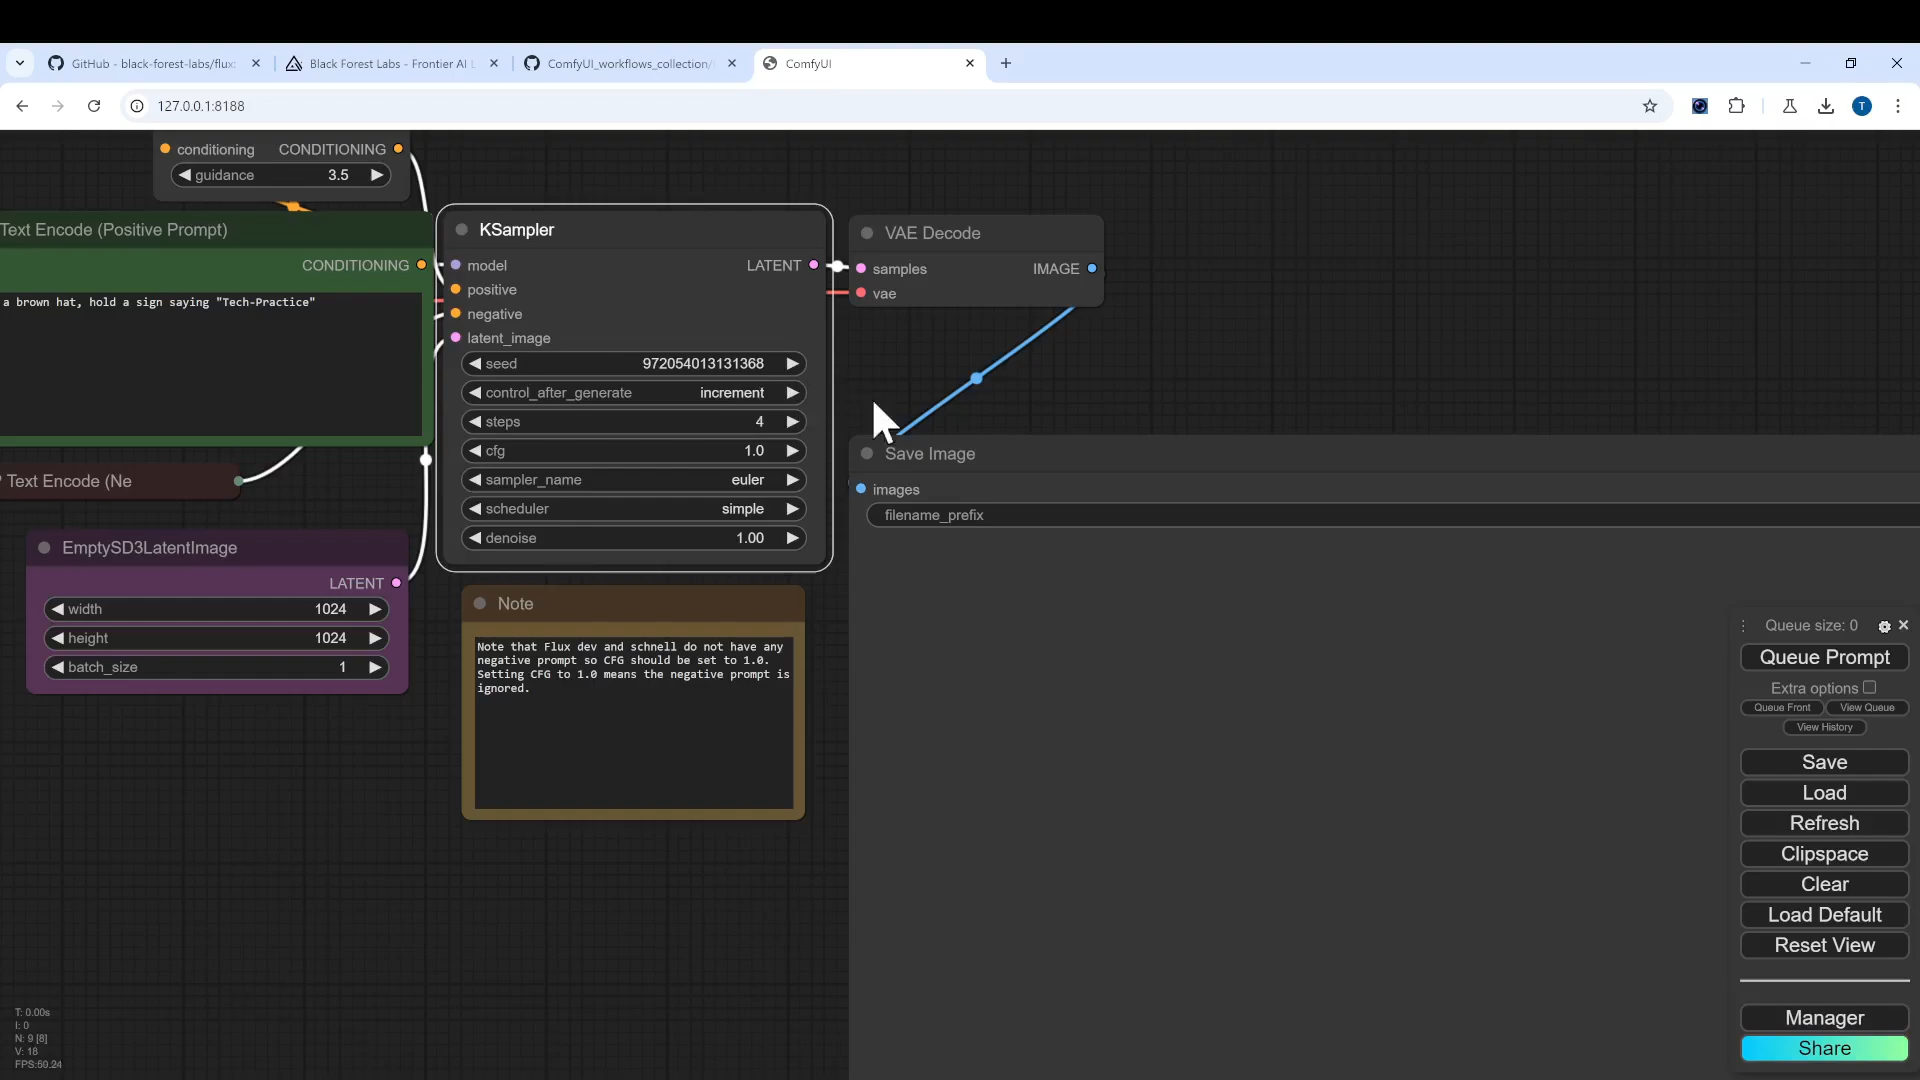 GitHub - black-forest-labs/flux:
Black Forest Labs - Frontier AI L
ComfyUI_workflows_collection/
ComfyUI
127.0.0.1:8188
T
conditioning CONDITIONING
guidance 3.5
Text Encode (Positive Prompt)
CONDITIONING
a brown hat, hold a sign saying "Tech-Practice"
Text Encode (Ne
EmptySD3LatentImage
LATENT
width 1024
height 1024
batch_size 1
KSampler
model LATENT
positive
negative
latent_image
seed 972054013131368
control_after_generate increment
steps 4
cfg 1.0
sampler_name euler
scheduler simple
denoise 1.00
Note
Note that Flux dev and schnell do not have any
negative prompt so CFG should be set to 1.0.
Setting CFG to 1.0 means the negative prompt is
ignored.
VAE Decode
samples IMAGE
vae
Save Image
images
filename_prefix
Queue size: 0
Queue Prompt
Extra options
Queue Front View Queue
View History
Save
Load
Refresh
Clipspace
Clear
Load Default
Reset View
Manager
Share
T: 0.00s
I: 0
N: 9 [8]
V: 18
FPS:60.24